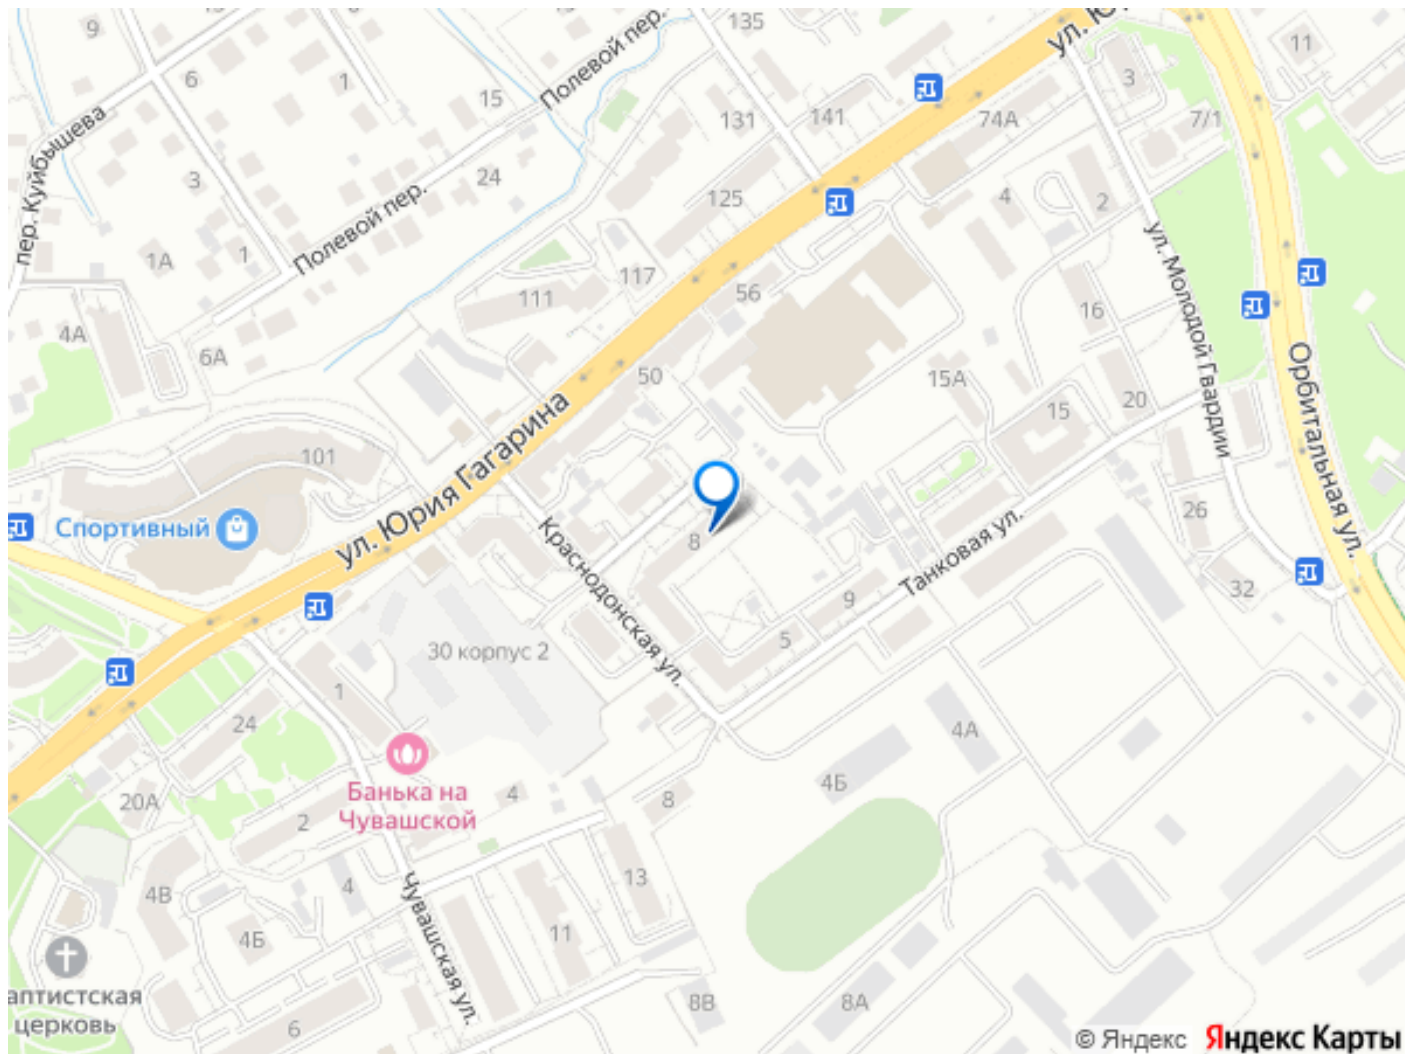 9
135
ул. Ю
11
6
1
15
Полевой пер.
3
пер. Куйбышева
131
141
74А
7/1
3
24
125
4
2
Полевой пер.
1А
1
117
ул. Молодой Гвардии
111
56
16
4А
6А
50
15А
15
20
Орбитальная ул.
101
ул. Юрия Гагарина
Спортивный
8
Краснодонская ул.
Танковая ул.
26
9
32
5
30 корпус 2
1
24
4А
4Б
20А
Банька на
Чувашской
2
4
8
4В
4
13
Чувашская ул.
4Б
11
аптистская
церковь
6
8В
8А
© Яндекс Яндекс Карты